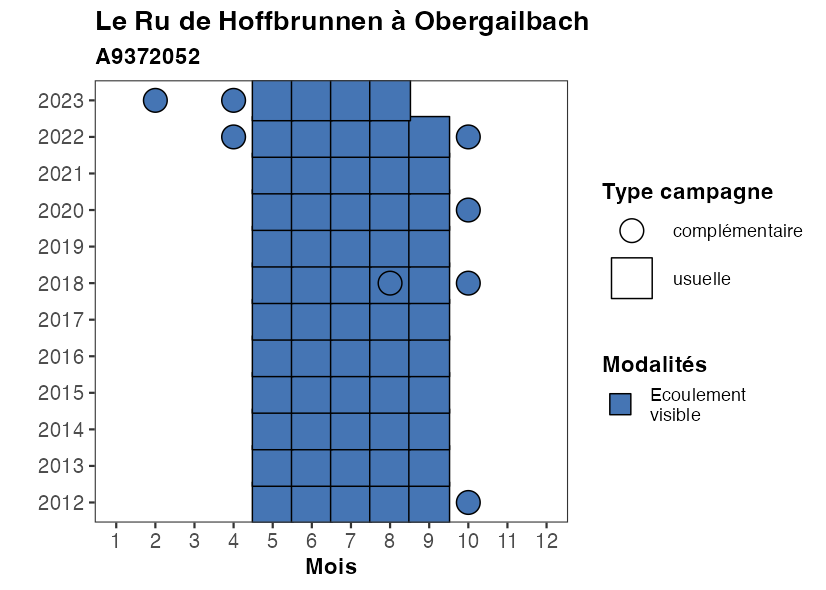 Le Ru de Hoffbrunnen à Obergailbach
A9372052
2023
2022
2021
2020
2019
2018
2017
2016
2015
2014
2013
2012
1 2 3 4 5 6 7 8 9 10 11 12
Mois
Type campagne
complémentaire
usuelle
Modalités
Ecoulement
visible